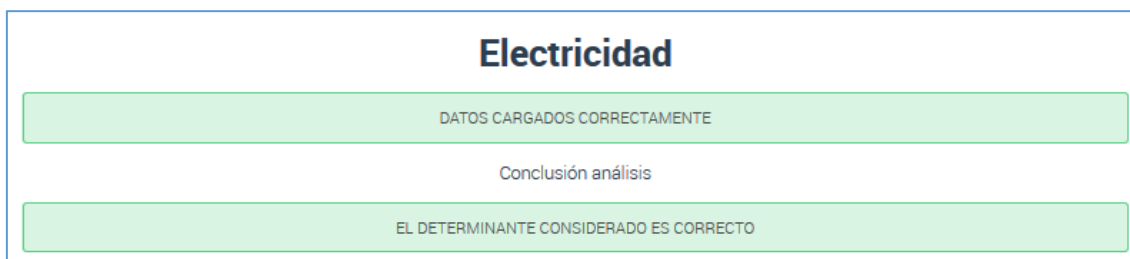 Electricidad
DATOS CARGADOS CORRECTAMENTE
Conclusión análisis
EL DETERMINANTE CONSIDERADO ES CORRECTO